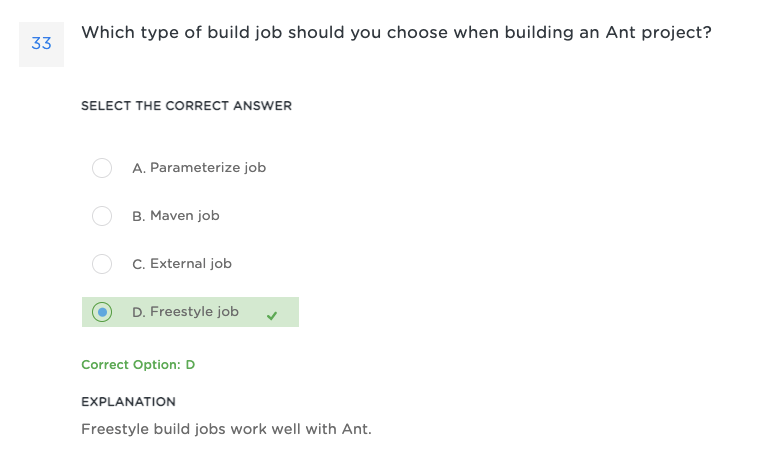 33
Which type of build job should you choose when building an Ant project?
SELECT THE CORRECT ANSWER
A. Parameterize job
B. Maven job
C. External job
D. Freestyle job
Correct Option: D
EXPLANATION
Freestyle build jobs work well with Ant.